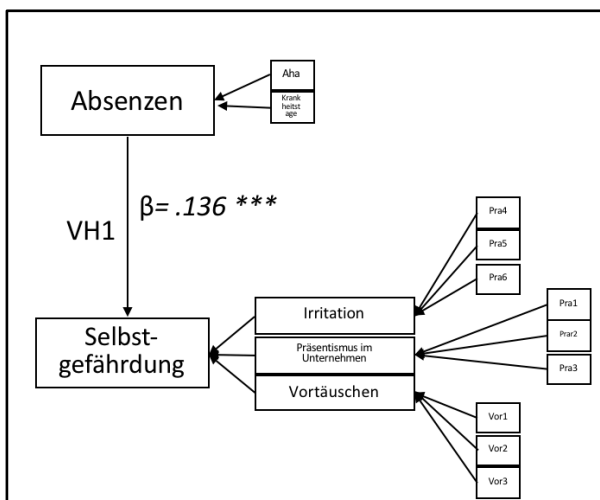 Absenzen
Aha
Krank
heitst
age
VH1
β= .136 ***
Pra4
Pra5
Pra6
Selbst-
gefährdung
Irritation
Präsentismus im
Unternehmen
Vortäuschen
Pra1
Prar2
Pra3
Vor1
Vor2
Vor3